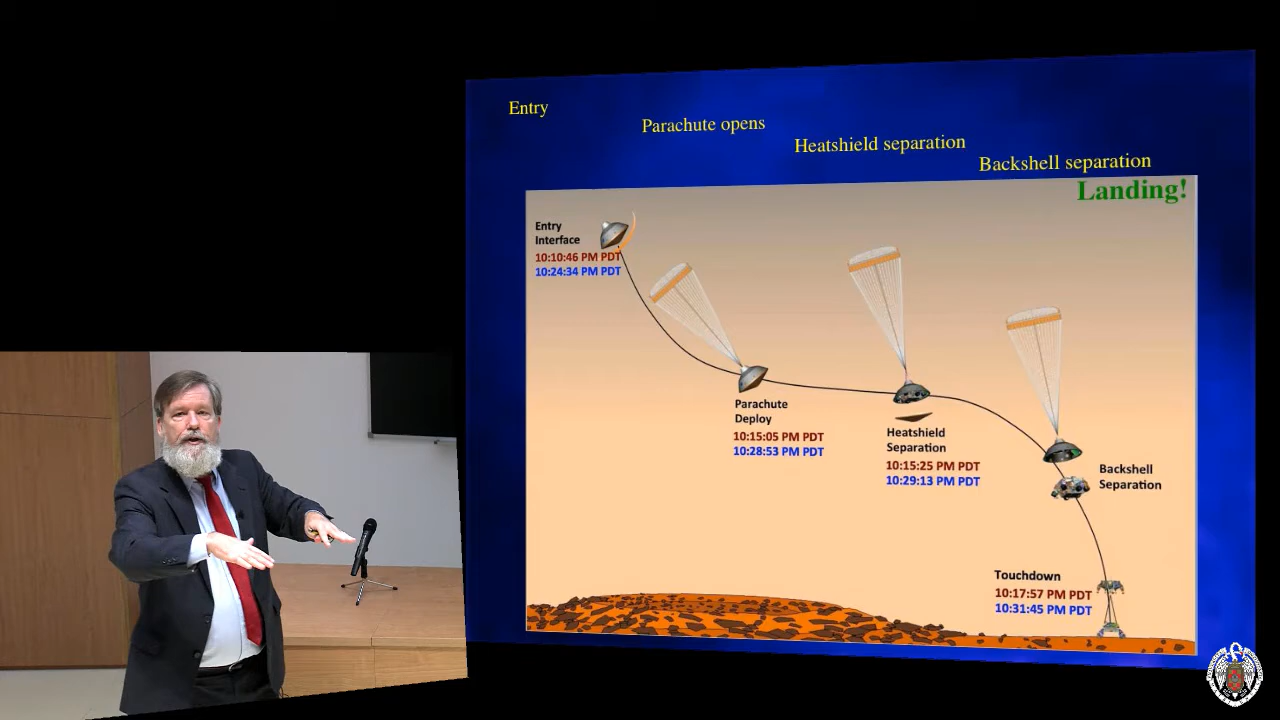 Entry
Parachute opens
Heatshield separation
Backshell separation
Landing!
Entry
Interface
10:10:46 PM PDT
10:24:34 PM PDT
Parachute
Deploy
10:15:05 PM PDT
10:28:53 PM PDT
Heatshield
Separation
10:15:25 PM PDT
10:29:13 PM PDT
Backshell
Separation
Touchdown
10:17:57 PM PDT
10:31:45 PM PDT